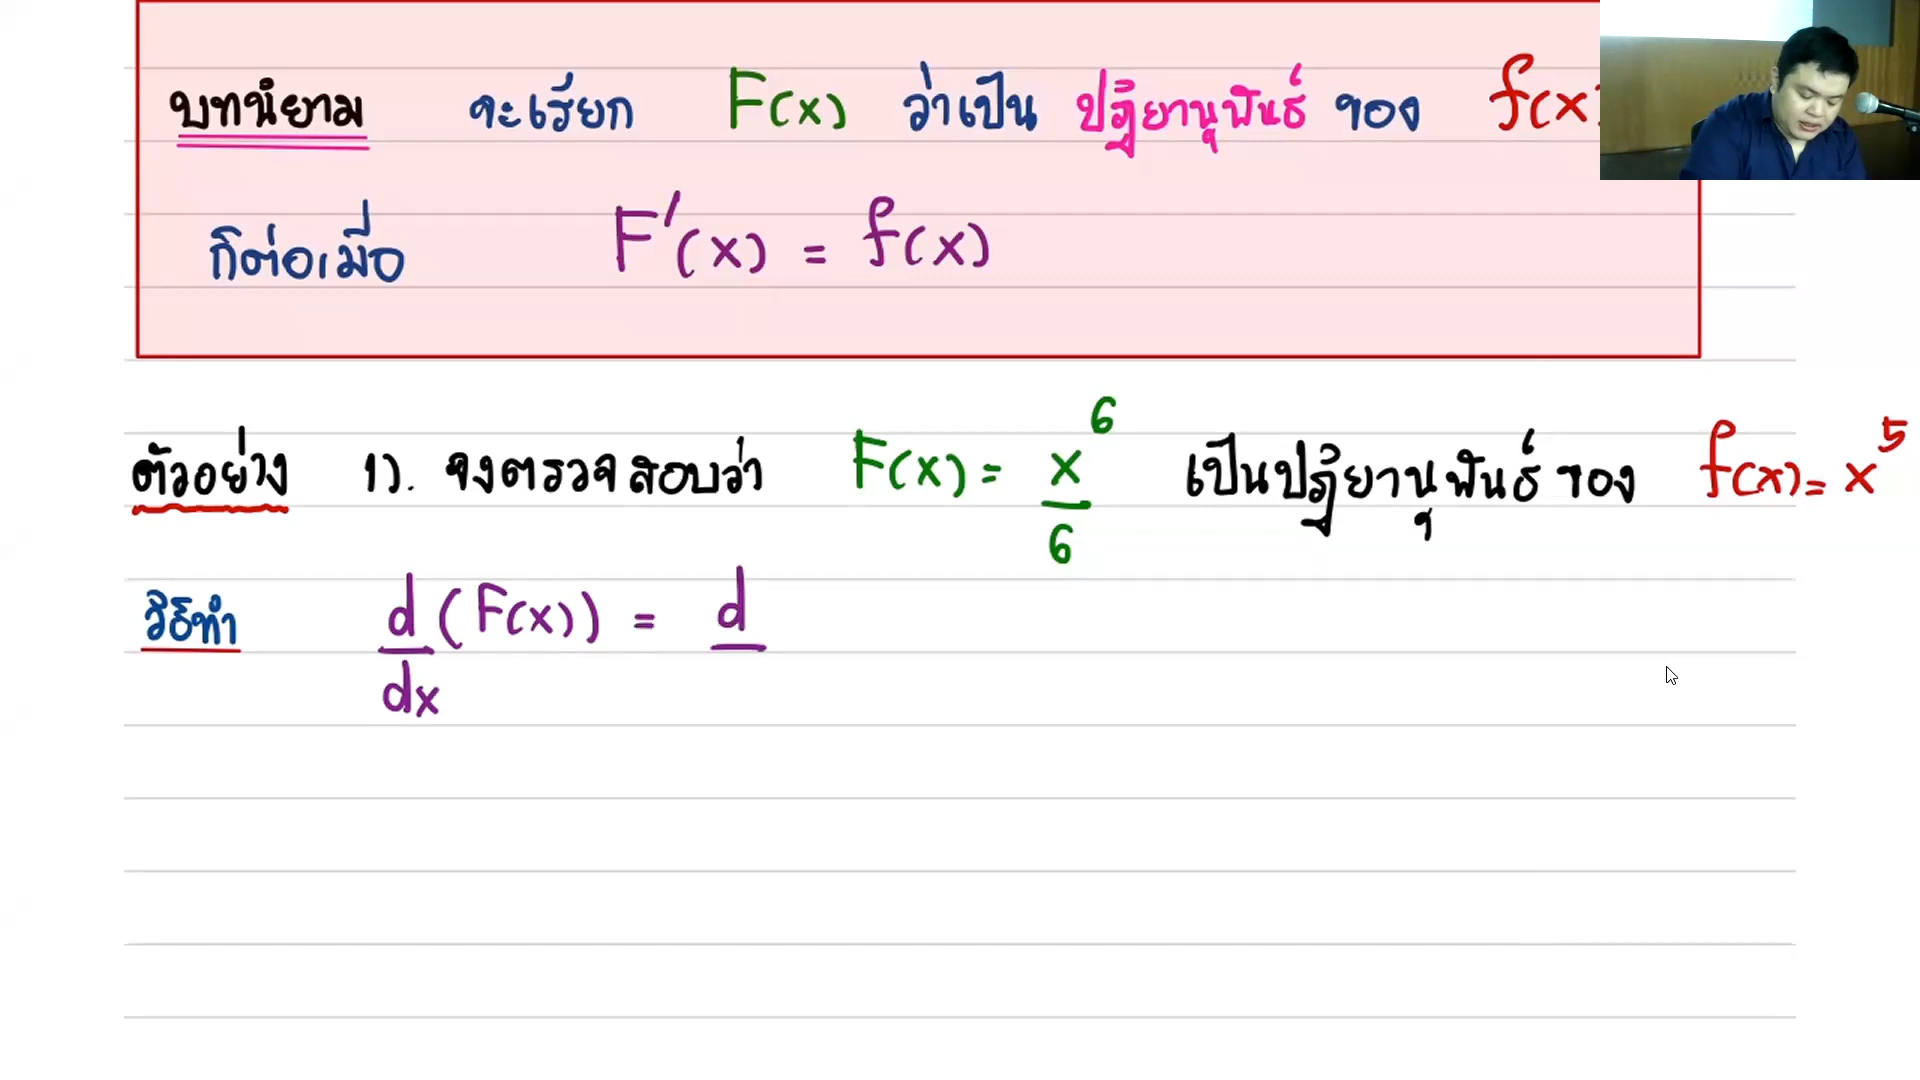 บทนิยาม จะเรียก F(x) ว่าเป็น ปฏิยานุพันธ์ ของ f(x)
ก็ต่อเมื่อ F'(x) = f(x)
ตัวอย่าง 1). จงตรวจสอบว่า F(x) = x^6/6 เป็นปฏิยานุพันธ์ ของ f(x) = x^5
วิธีทำ d/dx (F(x)) = d